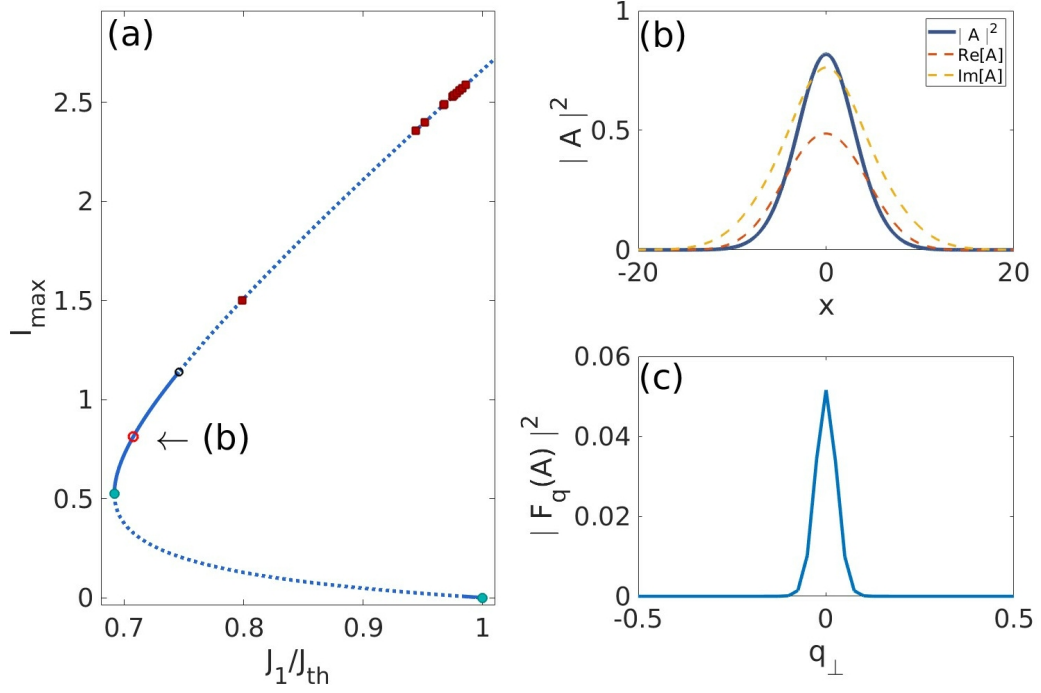 (a)
I_max
2.5
2
1.5
1
0.5
0
0.7
0.8
0.9
1
J_1/J_th
← (b)
(b)
| A |^2
1
0.5
0
-20
0
20
x
| A |^2
Re[A]
Im[A]
(c)
| F_q(A) |^2
0.06
0.04
0.02
0
-0.5
0
0.5
q_⊥